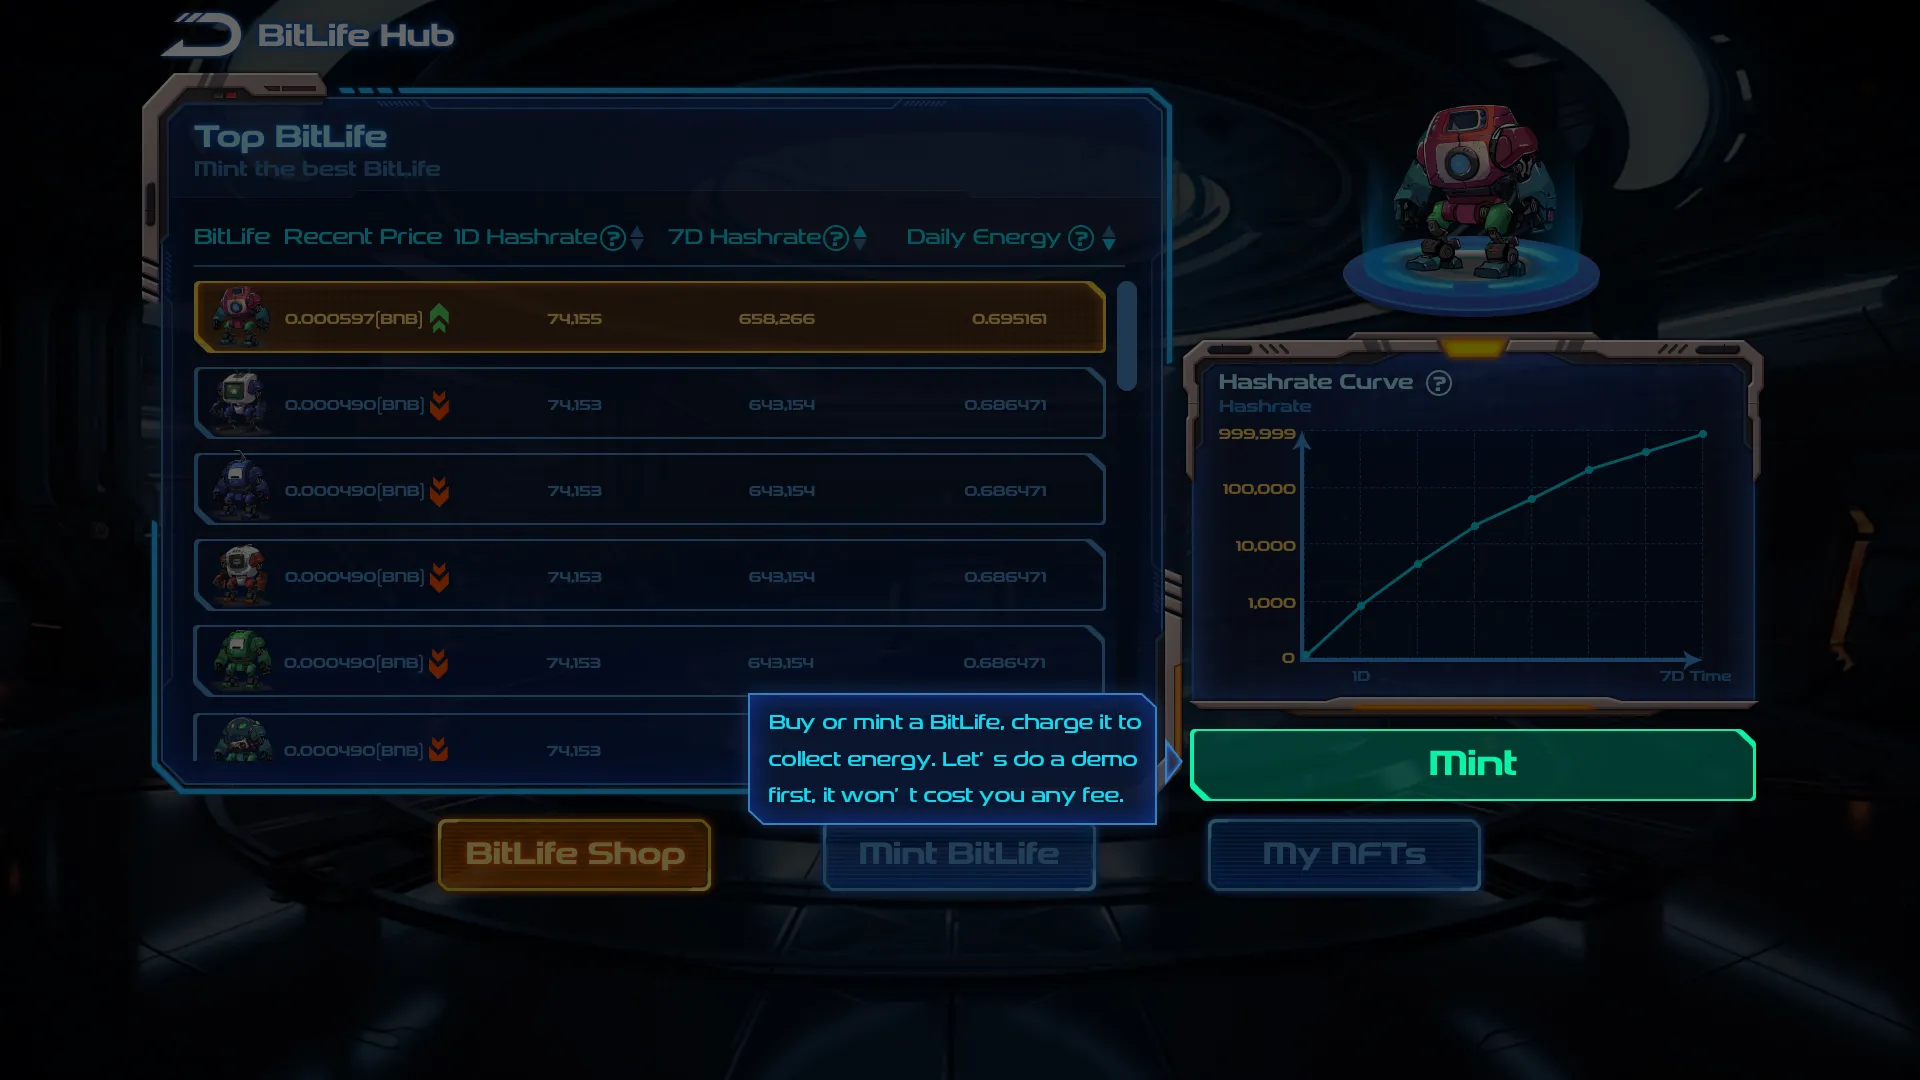 BitLife Hub
Top BitLife
Mint the best BitLife
BitLife Recent Price 1D Hashrate ? 7D Hashrate ? Daily Energy ?
0.000597[BNB] 74,155 658,266 0.695161
0.000490[BNB] 74,153 643,154 0.686471
0.000490[BNB] 74,153 643,154 0.686471
0.000490[BNB] 74,153 643,154 0.686471
0.000490[BNB] 74,153 643,154 0.686471
0.000490[BNB] 74,153
Hashrate Curve ?
Hashrate
999,999
100,000
10,000
1,000
0
1D 7D Time
Buy or mint a BitLife, charge it to
collect energy. Let’s do a demo
first, it won’t cost you any fee.
Mint
BitLife Shop
Mint BitLife
My NFTs